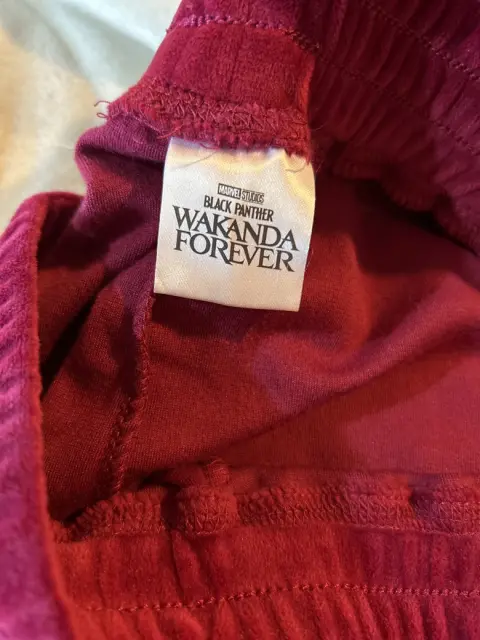 MARVEL STUDIOS
BLACK PANTHER
WAKANDA
FOREVER